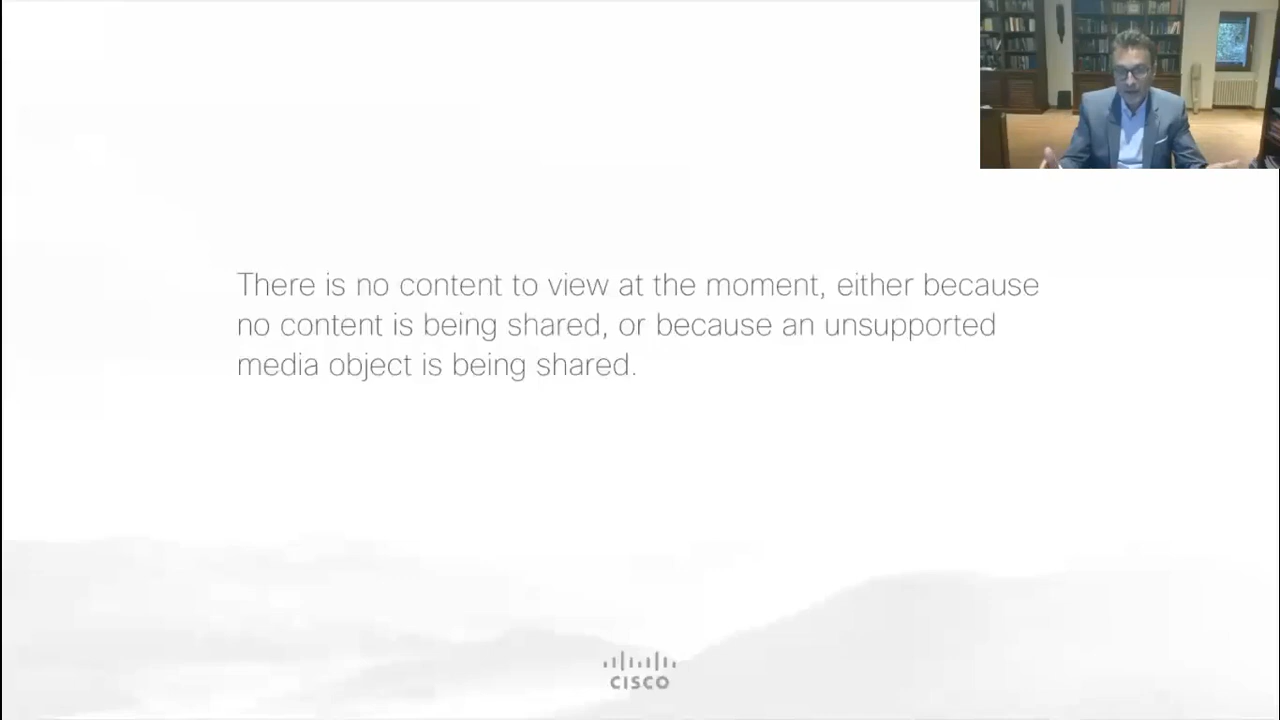 There is no content to view at the moment, either because
no content is being shared, or because an unsupported
media object is being shared.
CISCO